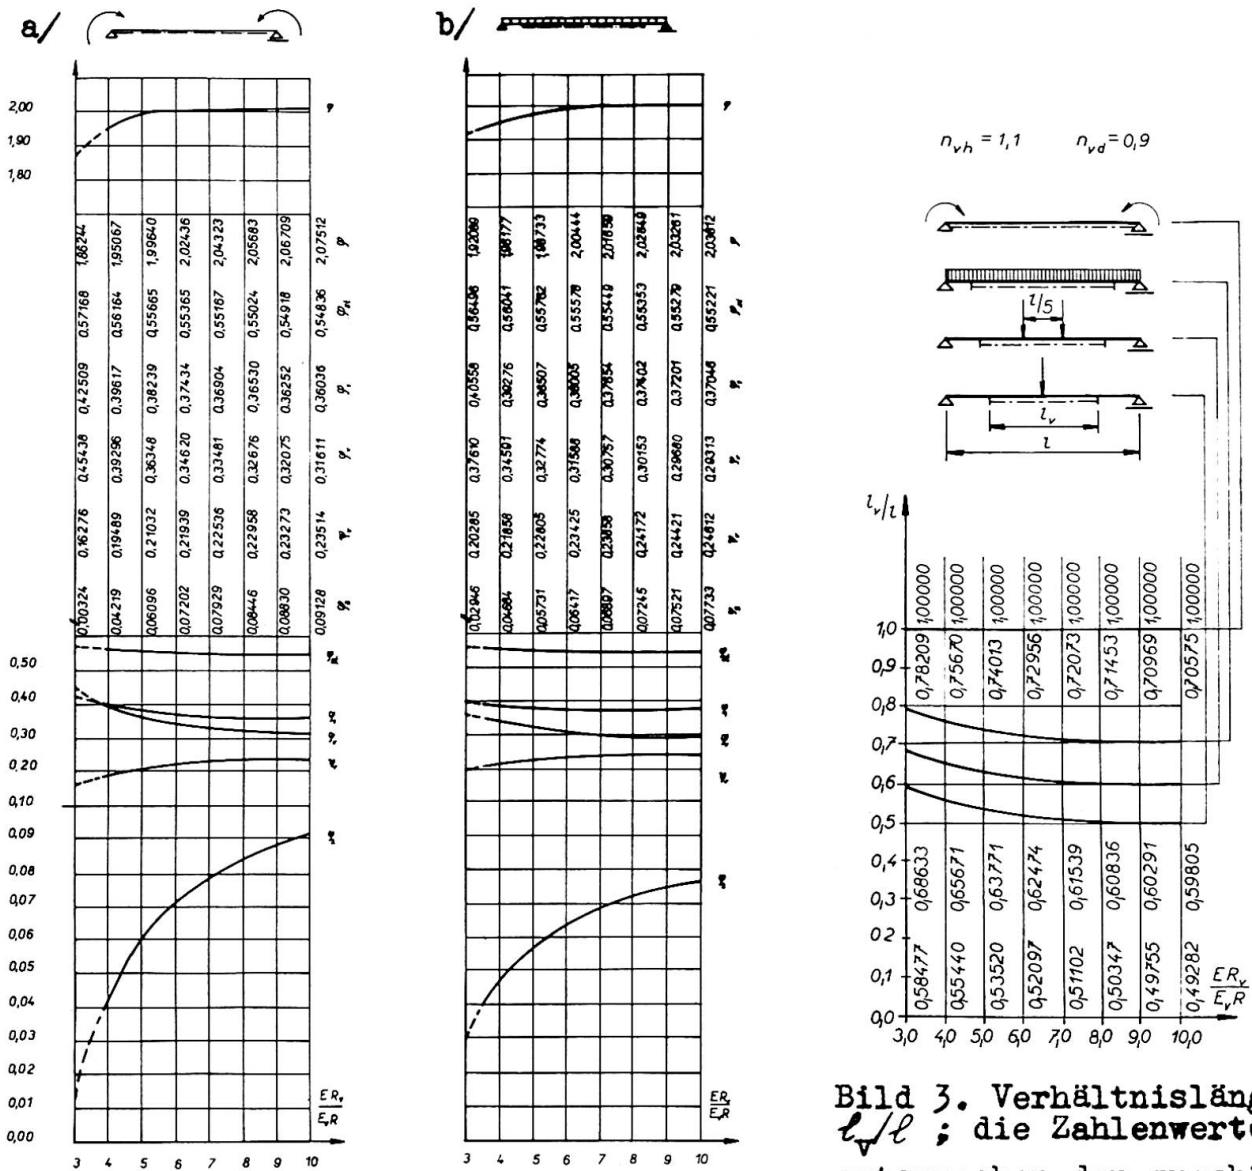 a/
2,00
1,90
1,80
φ
1,86244 1,95067 1,99640 2,02436 2,04323 2,05683 2,06709 2,07512
0,57168 0,56164 0,55665 0,55365 0,55167 0,55024 0,54918 0,54836
0,42509 0,39617 0,38239 0,37434 0,36904 0,36530 0,36252 0,36036
0,45438 0,39296 0,36348 0,34620 0,33481 0,32676 0,32075 0,31611
0,16276 0,19489 0,21032 0,21939 0,22536 0,22958 0,23273 0,23514
0,00324 0,04219 0,06096 0,07202 0,07929 0,08446 0,08830 0,09128
0,50
0,40
0,30
0,20
0,10
0,09
0,08
0,07
0,06
0,05
0,04
0,03
0,02
0,01
0,00
ER_v
E_vR
3 4 5 6 7 8 9 10
b/
1,92089 1,98733 2,00444 2,01659 2,02649 2,03261 2,03812
0,56496 0,56041 0,55762 0,55578 0,55449 0,55353 0,55279 0,55221
0,40558 0,39276 0,38507 0,38005 0,37654 0,37402 0,37201 0,37046
0,37610 0,34591 0,32774 0,31588 0,30757 0,30153 0,29680 0,29313
0,20285 0,21858 0,22805 0,23425 0,23858 0,24172 0,24421 0,24612
0,02946 0,04684 0,05731 0,06417 0,06897 0,07245 0,07521 0,07733
ER_v
E_vR
3 4 5 6 7 8 9 10
n_vh = 1,1 n_vd = 0,9
l/5
l_v
l
l_v/l
1,00000 1,00000 1,00000 1,00000 1,00000 1,00000 1,00000 1,00000
1,0
0,9
0,78209 0,75670 0,74013 0,72956 0,72073 0,71453 0,70969 0,70575
0,8
0,7
0,6
0,5
0,4
0,68633 0,65671 0,63771 0,62474 0,61539 0,60836 0,60291 0,59805
0,3
0,2
0,1
0,58477 0,55440 0,53520 0,52097 0,51102 0,50347 0,49755 0,49282
0,0
ER_v
E_vR
3,0 4,0 5,0 6,0 7,0 8,0 9,0 10,0
Bild 3. Verhältnisläng
l_v/l ; die Zahlenwerte